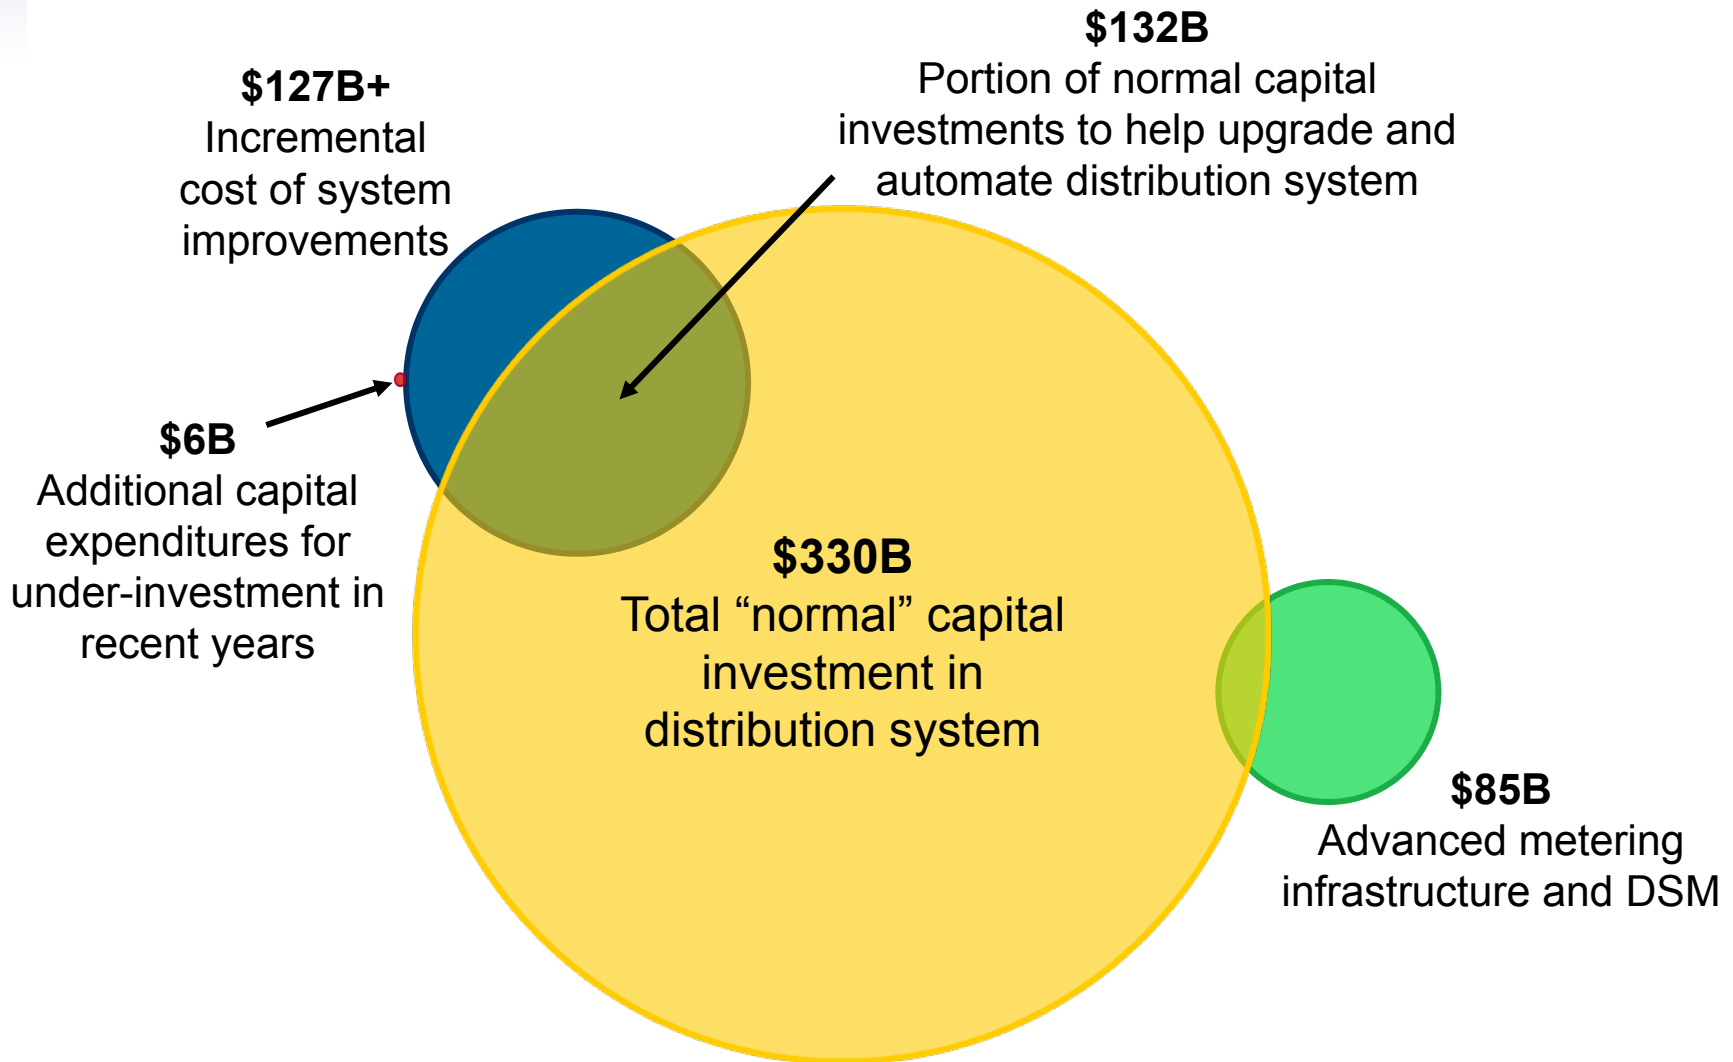 $132B
Portion of normal capital
investments to help upgrade and
automate distribution system
$127B+
Incremental
cost of system
improvements
$6B
Additional capital
expenditures for
under-investment in
recent years
$330B
Total “normal” capital
investment in
distribution system
$85B
Advanced metering
infrastructure and DSM